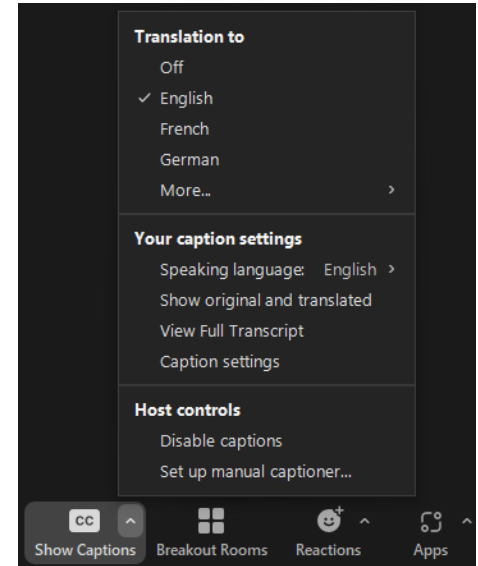 Translation to
Off
English
French
German
More...
Your caption settings
Speaking language: English
Show original and translated
View Full Transcript
Caption settings
Host controls
Disable captions
Set up manual captioner...
CC
Show Captions Breakout Rooms Reactions Apps